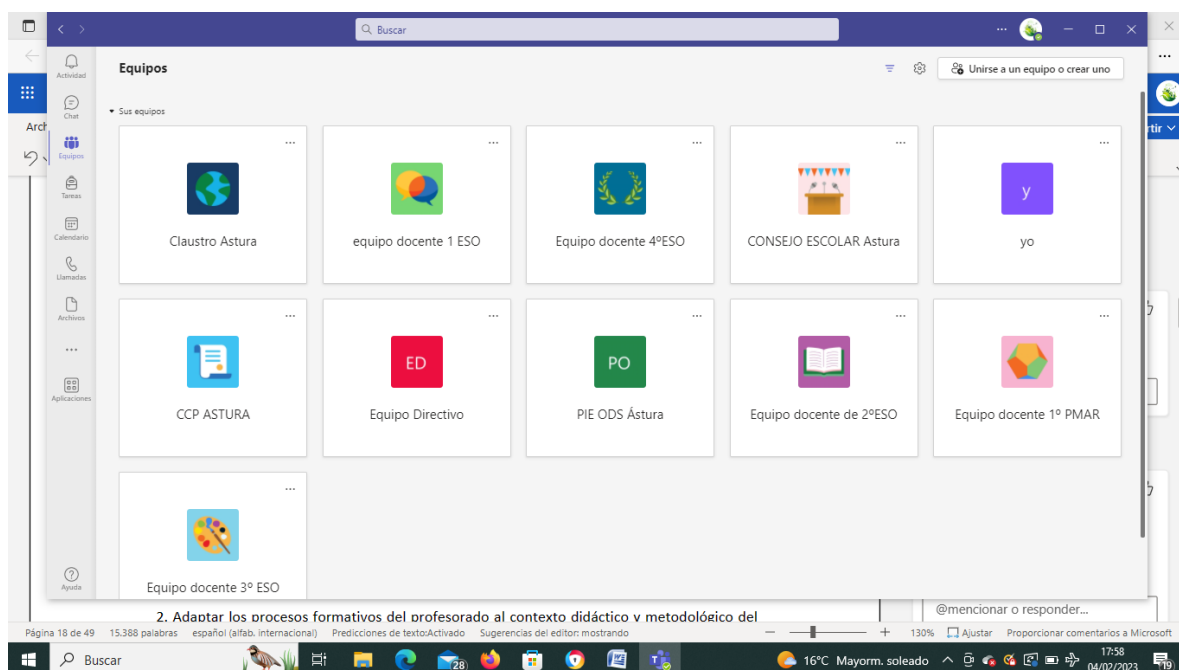 Buscar
Actividad
Chat
Equipos
Tareas
Calendario
Llamadas
Archivos
Aplicaciones
Ayuda
Equipos
Unirse a un equipo o crear uno
Sus equipos
Claustro Astura
equipo docente 1 ESO
Equipo docente 4ºESO
CONSEJO ESCOLAR Astura
y
yo
CCP ASTURA
ED
Equipo Directivo
PO
PIE ODS Ástura
Equipo docente de 2ºESO
Equipo docente 1º PMAR
Equipo docente 3º ESO
Arch
rtir
2. Adaptar los procesos formativos del profesorado al contexto didáctico y metodológico del
@mencionar o responder...
Página 18 de 49 15.388 palabras español (alfab. internacional) Predicciones de texto:Activado Sugerencias del editor: mostrando 130% Ajustar Proporcionar comentarios a Microsoft
Buscar 28 16°C Mayorm. soleado 17:58
04/02/2023 19